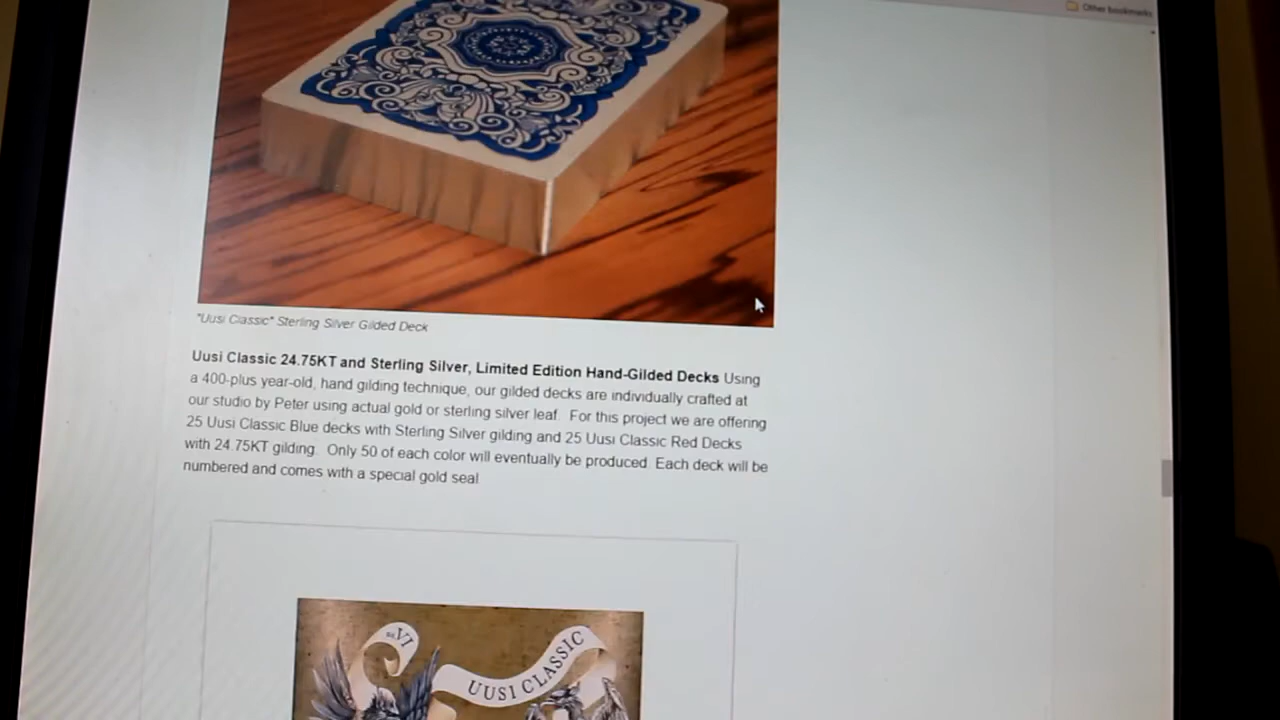 Other bookmarks
"Uusi Classic" Sterling Silver Gilded Deck
Uusi Classic 24.75KT and Sterling Silver, Limited Edition Hand-Gilded Decks Using
a 400-plus year-old, hand gilding technique, our gilded decks are individually crafted at
our studio by Peter using actual gold or sterling silver leaf. For this project we are offering
25 Uusi Classic Blue decks with Sterling Silver gilding and 25 Uusi Classic Red Decks
with 24.75KT gilding. Only 50 of each color will eventually be produced. Each deck will be
numbered and comes with a special gold seal
VI
UUSI CLASSIC